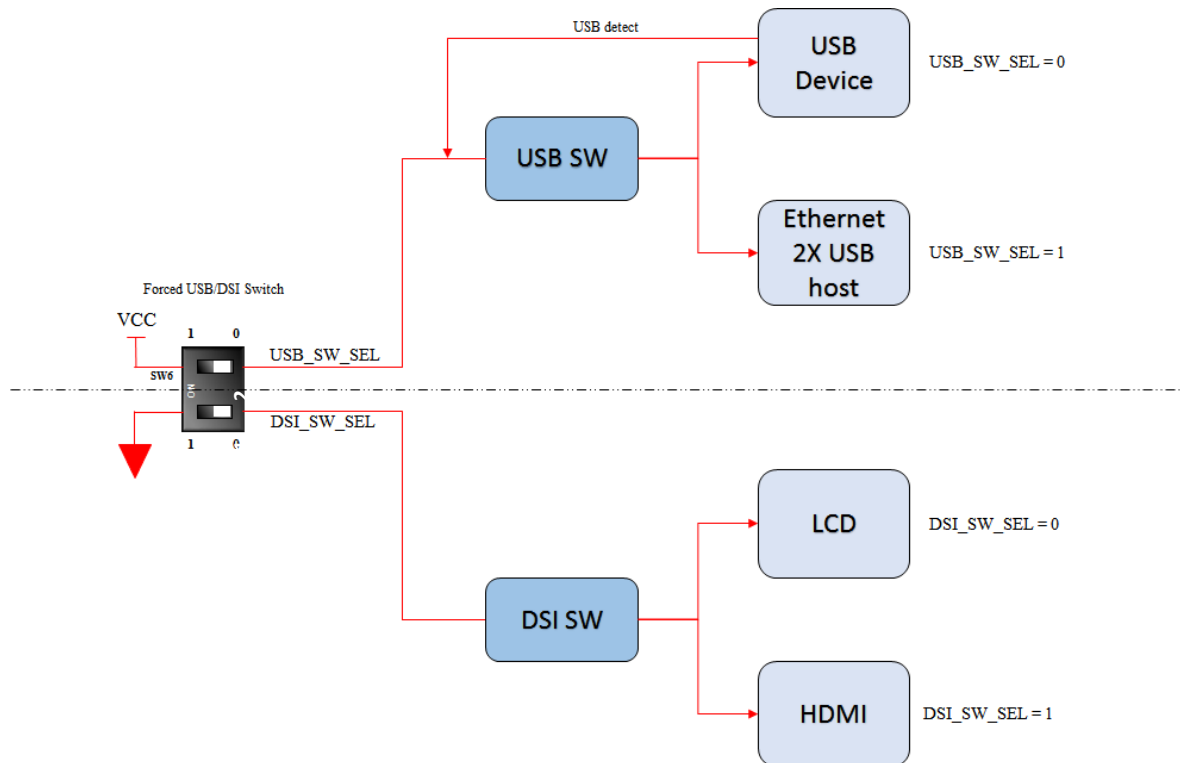 USB detect
USB
Device
USB_SW_SEL = 0
USB SW
Ethernet
2X USB
host
USB_SW_SEL = 1
Forced USB/DSI Switch
VCC
1 0
USB_SW_SEL
SW6
ON
2
DSI_SW_SEL
1 0
LCD
DSI_SW_SEL = 0
DSI SW
HDMI
DSI_SW_SEL = 1